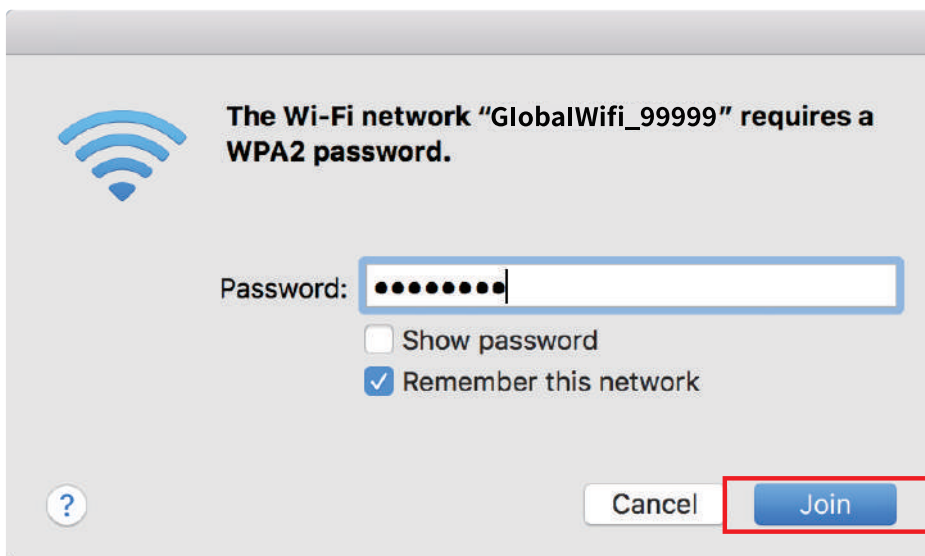 The Wi-Fi network “GlobalWifi_99999” requires a
WPA2 password.
Password: ••••••••
Show password
Remember this network
?
Cancel
Join